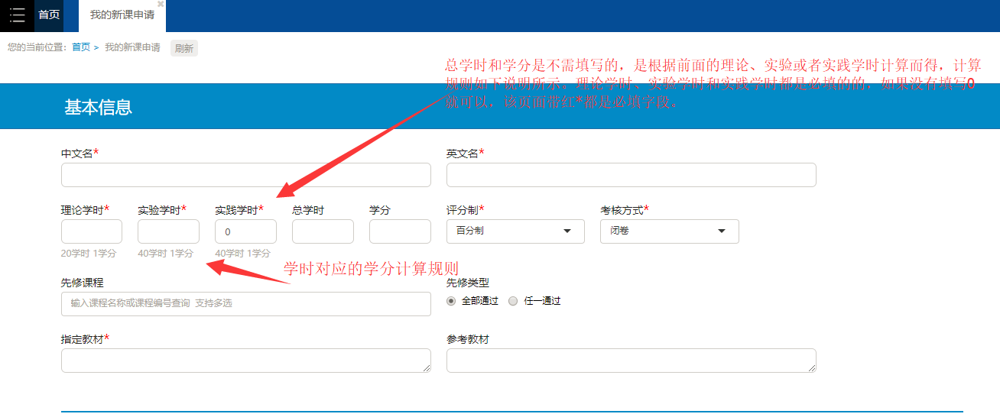 首页
我的新课申请
您的当前位置: 首页 > 我的新课申请 刷新
总学时和学分是不需填写的，是根据前面的理论、实验或者实践学时计算而得，计算
规则如下说明所示。理论学时、实验学时和实践学时都是必填的的，如果没有填写0
就可以，该页面带红*都是必填字段。
基本信息
中文名* 英文名*
理论学时* 实验学时* 实践学时* 总学时 学分 评分制* 考核方式*
0 百分制 闭卷
20学时 1学分 40学时 1学分 40学时 1学分
学时对应的学分计算规则
先修课程 先修类型
输入课程名称或课程编号查询 支持多选 全部通过 任一通过
指定教材* 参考教材